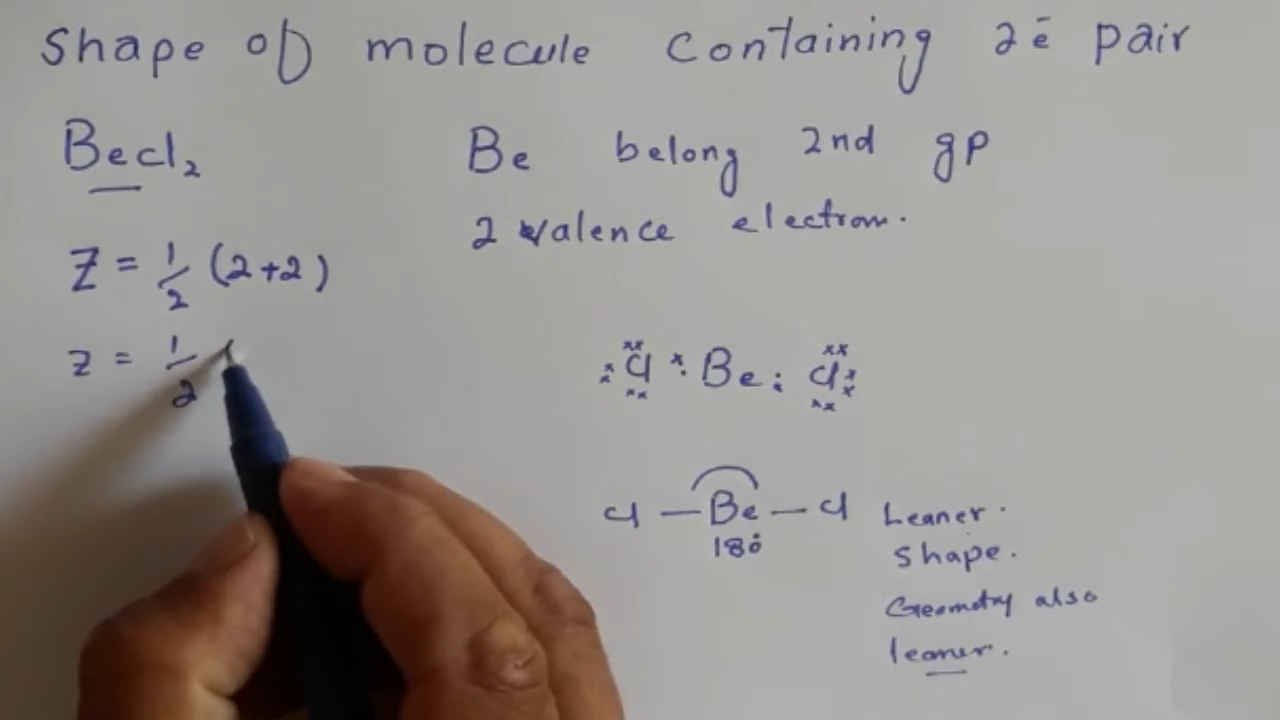 Shape of molecule containing 2ē pair
Becl₂
Be belong 2nd gp
2 valence electron.
Z = 1/2 (2+2)
Z = 1/2
Cl Be Cl
Cl — Be — Cl
180°
Leaner.
shape.
Geometry also
leaner.